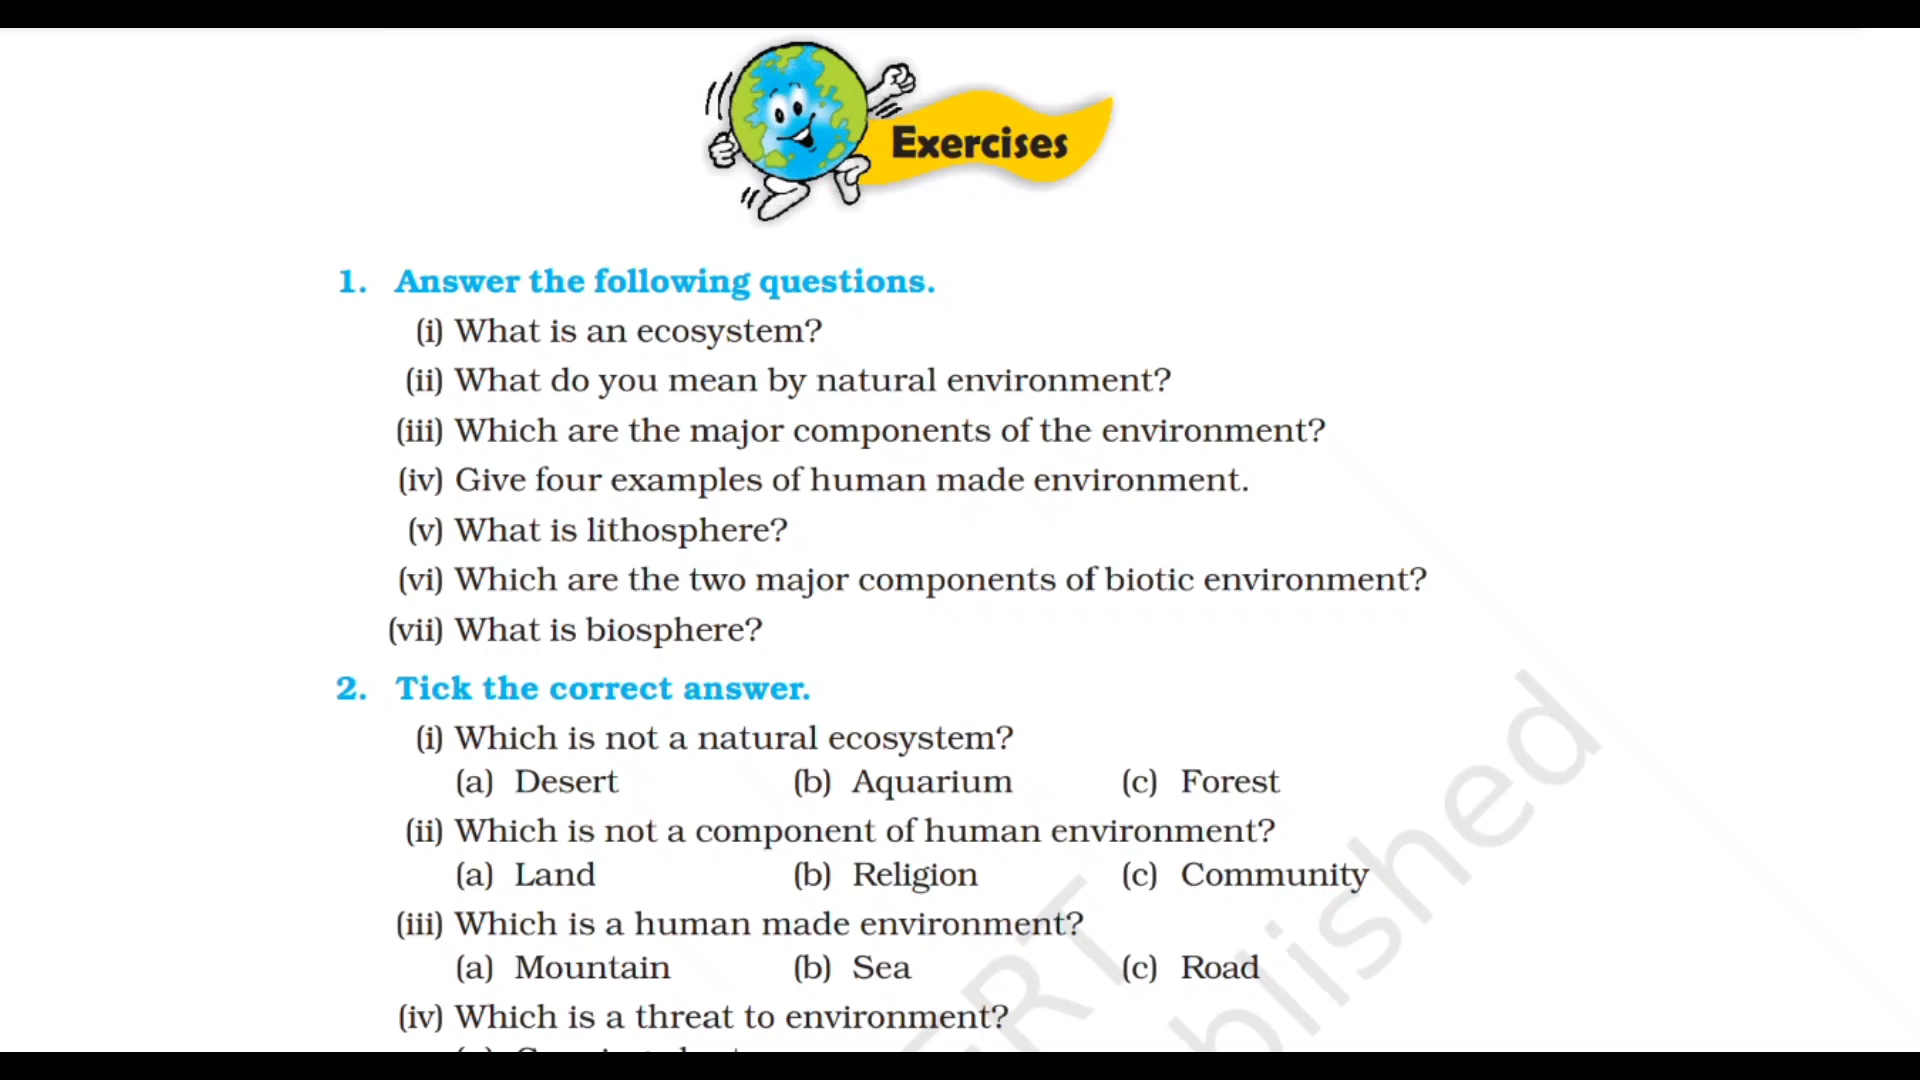 Exercises
1. Answer the following questions.
(i) What is an ecosystem?
(ii) What do you mean by natural environment?
(iii) Which are the major components of the environment?
(iv) Give four examples of human made environment.
(v) What is lithosphere?
(vi) Which are the two major components of biotic environment?
(vii) What is biosphere?
2. Tick the correct answer.
(i) Which is not a natural ecosystem?
(a) Desert (b) Aquarium (c) Forest
(ii) Which is not a component of human environment?
(a) Land (b) Religion (c) Community
(iii) Which is a human made environment?
(a) Mountain (b) Sea (c) Road
(iv) Which is a threat to environment?